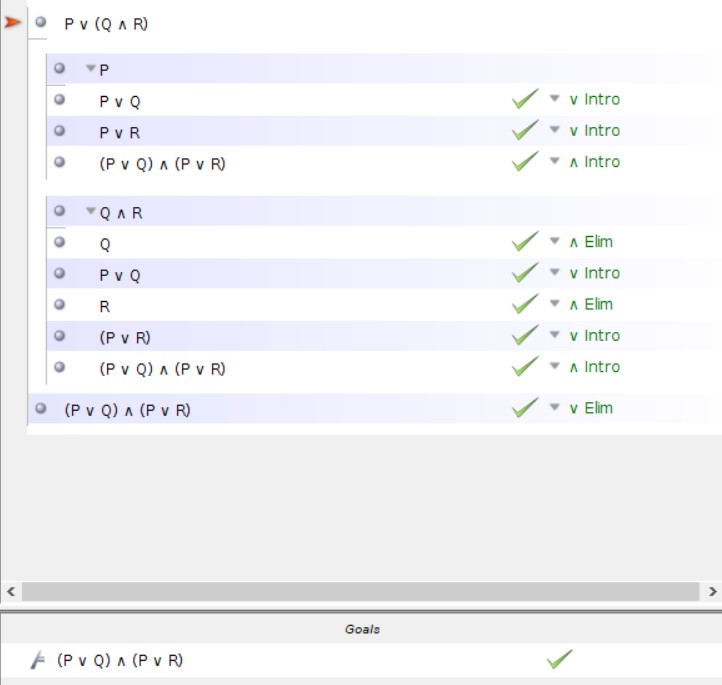 P ∨ (Q ∧ R)
P
P ∨ Q ∨ Intro
P ∨ R ∨ Intro
(P ∨ Q) ∧ (P ∨ R) ∧ Intro
Q ∧ R
Q ∧ Elim
P ∨ Q ∨ Intro
R ∧ Elim
(P ∨ R) ∨ Intro
(P ∨ Q) ∧ (P ∨ R) ∧ Intro
(P ∨ Q) ∧ (P ∨ R) ∨ Elim
Goals
(P ∨ Q) ∧ (P ∨ R)